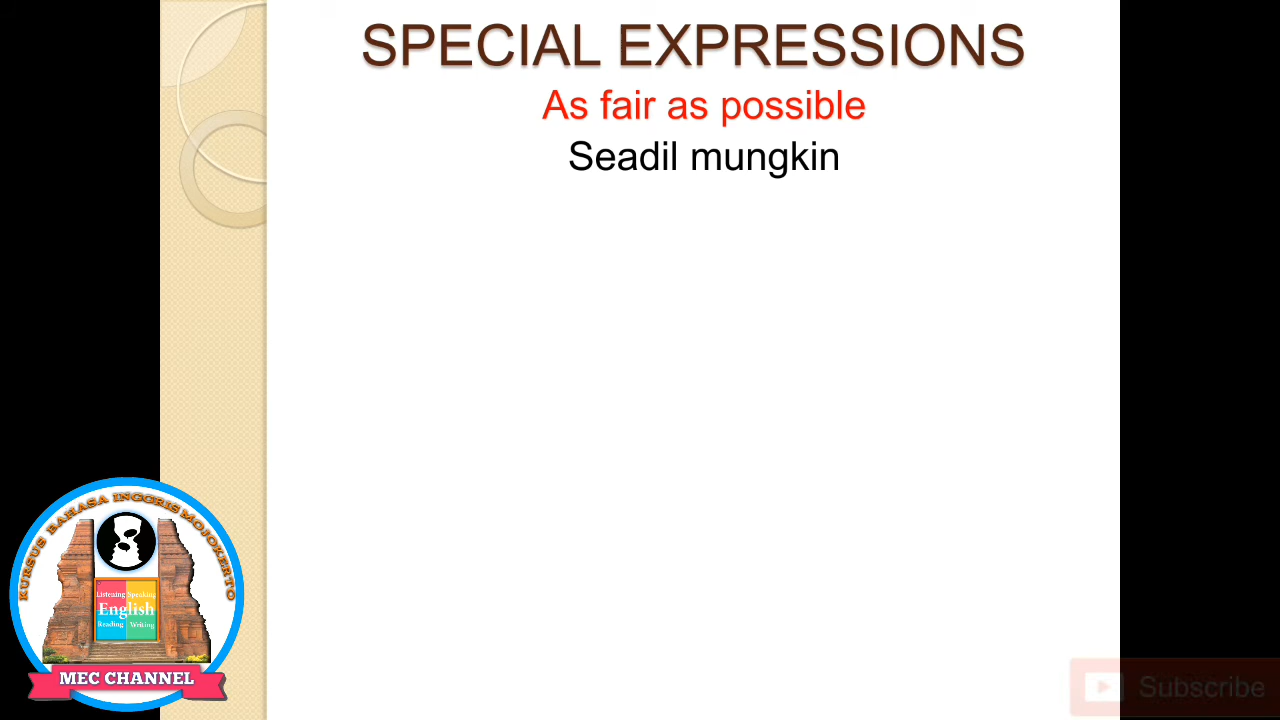 SPECIAL EXPRESSIONS
As fair as possible
Seadil mungkin
KURSUS BAHASA INGGRIS MOJOKERTO
Listening Speaking
English
Reading Writing
MEC CHANNEL
Subscribe